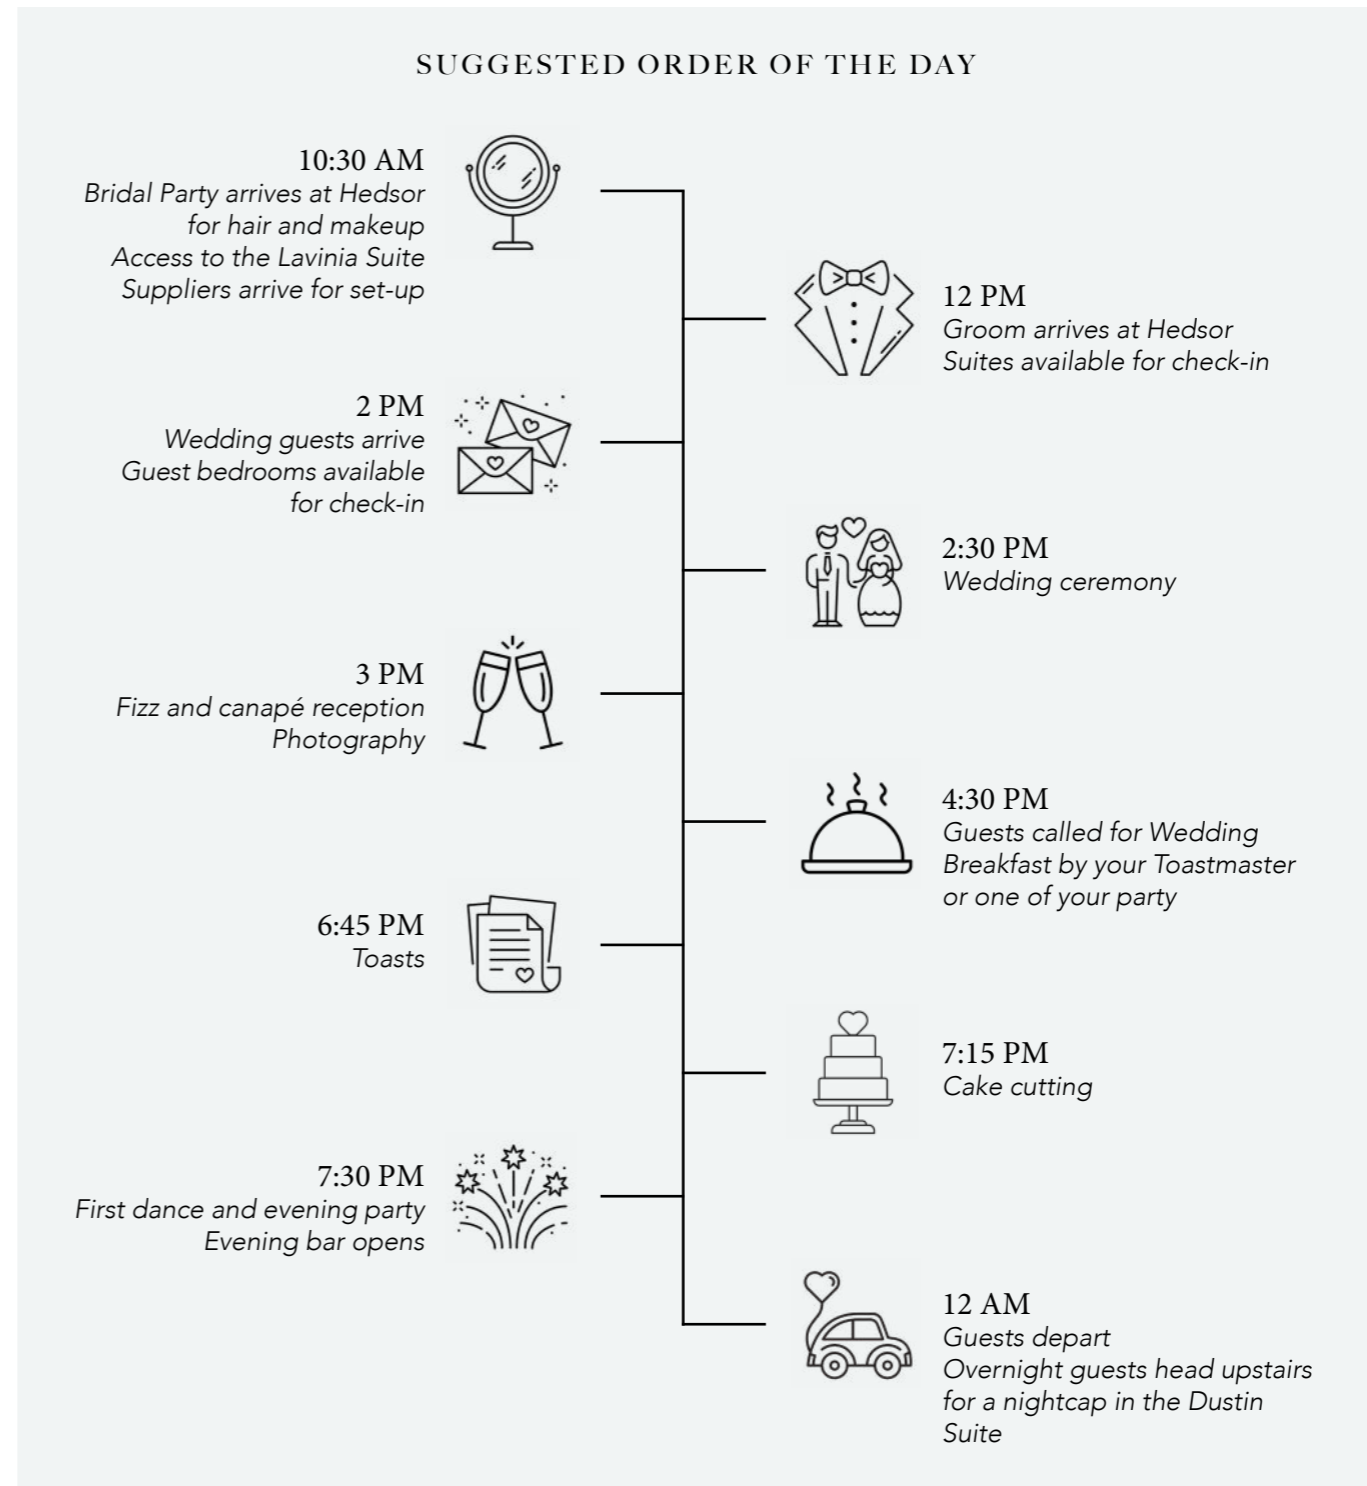 SUGGESTED ORDER OF THE DAY
10:30 AM
Bridal Party arrives at Hedsor
for hair and makeup
Access to the Lavinia Suite
Suppliers arrive for set-up
12 PM
Groom arrives at Hedsor
Suites available for check-in
2 PM
Wedding guests arrive
Guest bedrooms available
for check-in
2:30 PM
Wedding ceremony
3 PM
Fizz and canapé reception
Photography
4:30 PM
Guests called for Wedding
Breakfast by your Toastmaster
or one of your party
6:45 PM
Toasts
7:15 PM
Cake cutting
7:30 PM
First dance and evening party
Evening bar opens
12 AM
Guests depart
Overnight guests head upstairs
for a nightcap in the Dustin
Suite